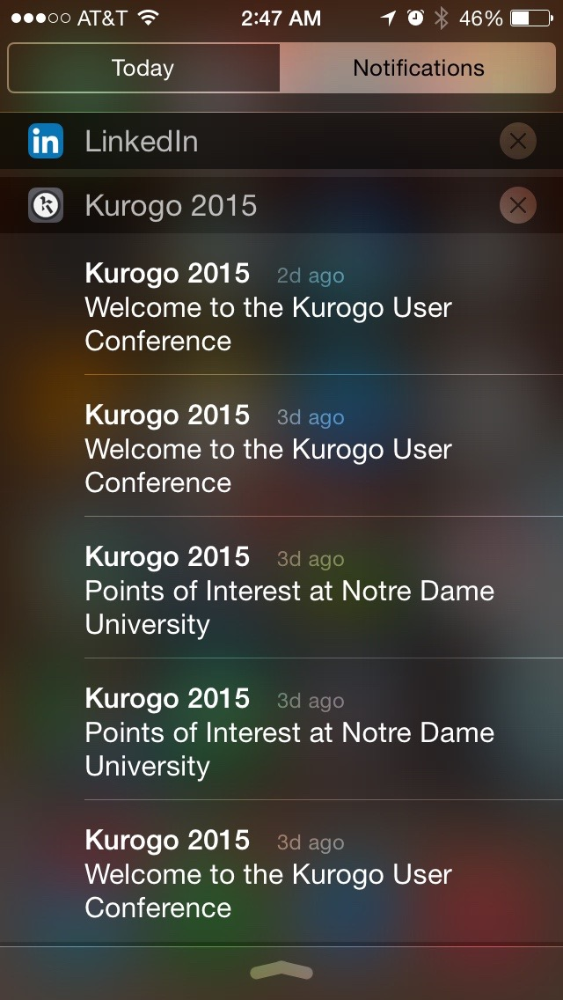 AT&T 2:47 AM 46%
Today Notifications
in LinkedIn
Kurogo 2015
Kurogo 2015 2d ago
Welcome to the Kurogo User
Conference
Kurogo 2015 3d ago
Welcome to the Kurogo User
Conference
Kurogo 2015 3d ago
Points of Interest at Notre Dame
University
Kurogo 2015 3d ago
Points of Interest at Notre Dame
University
Kurogo 2015 3d ago
Welcome to the Kurogo User
Conference